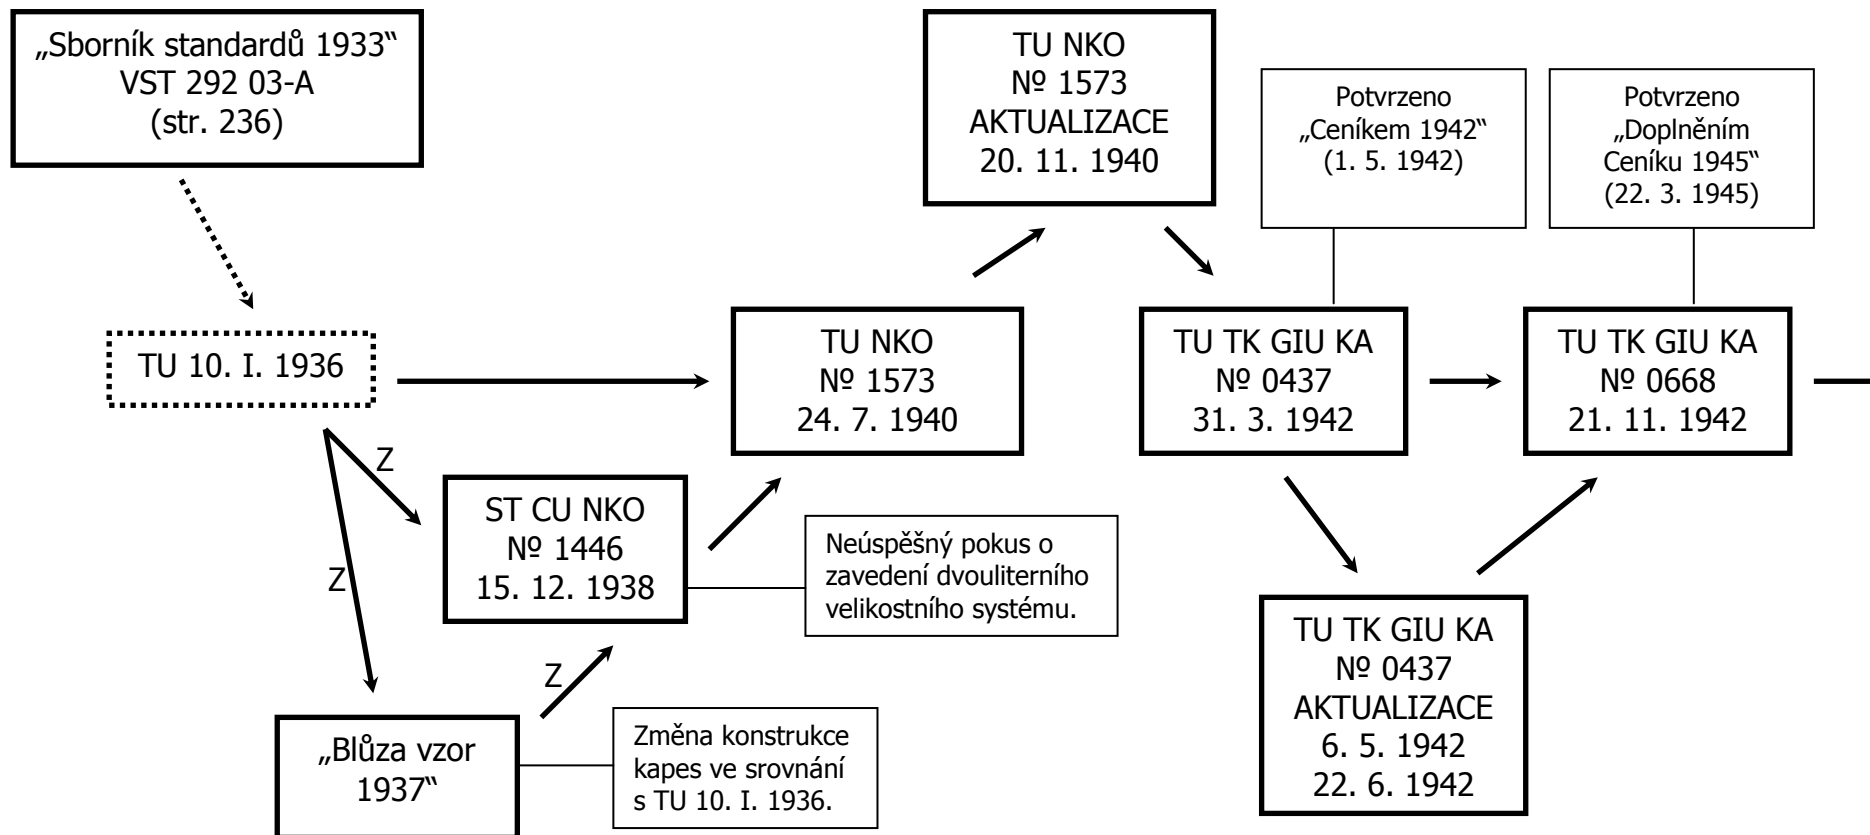 „Sborník standardů 1933“
VST 292 03-A
(str. 236)
TU NKO
№ 1573
AKTUALIZACE
20. 11. 1940
Potvrzeno
„Ceníkem 1942“
(1. 5. 1942)
Potvrzeno
„Doplněním
Ceníku 1945“
(22. 3. 1945)
TU 10. I. 1936
TU NKO
№ 1573
24. 7. 1940
TU TK GIU KA
№ 0437
31. 3. 1942
TU TK GIU KA
№ 0668
21. 11. 1942
Z
Z
ST CU NKO
№ 1446
15. 12. 1938
Neúspěšný pokus o
zavedení dvouliterního
velikostního systému.
Z
TU TK GIU KA
№ 0437
AKTUALIZACE
6. 5. 1942
22. 6. 1942
„Blůza vzor
1937“
Změna konstrukce
kapes ve srovnání
s TU 10. I. 1936.